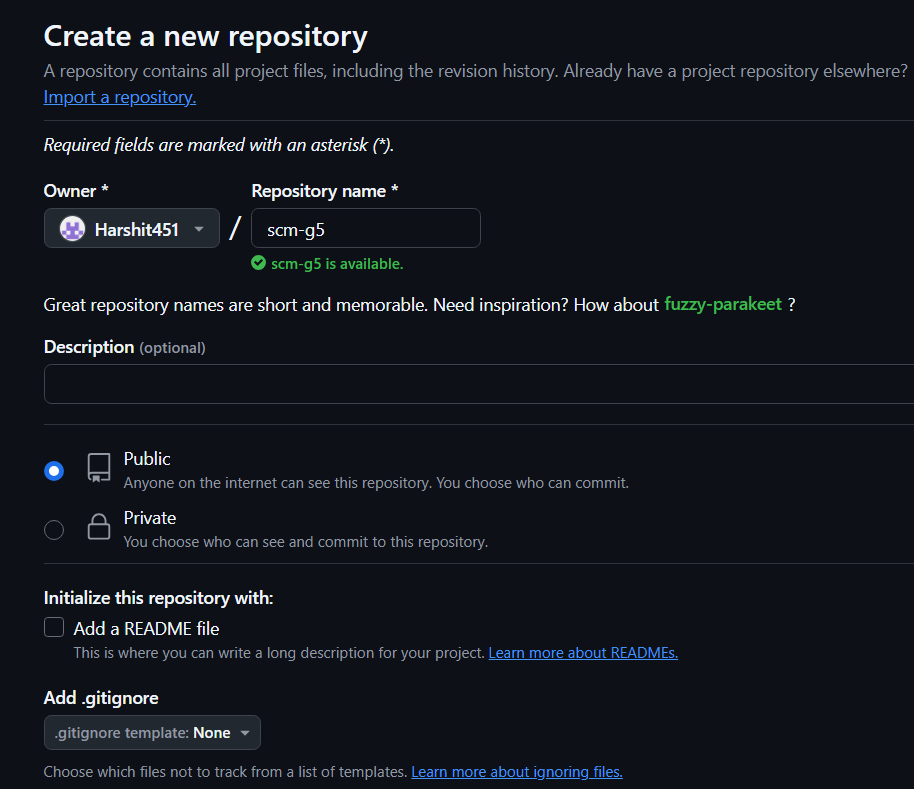 Create a new repository
A repository contains all project files, including the revision history. Already have a project repository elsewhere?
Import a repository.
Required fields are marked with an asterisk (*).
Owner * Repository name *
Harshit451 / scm-g5
scm-g5 is available.
Great repository names are short and memorable. Need inspiration? How about fuzzy-parakeet ?
Description (optional)
Public
Anyone on the internet can see this repository. You choose who can commit.
Private
You choose who can see and commit to this repository.
Initialize this repository with:
Add a README file
This is where you can write a long description for your project. Learn more about READMEs.
Add .gitignore
.gitignore template: None
Choose which files not to track from a list of templates. Learn more about ignoring files.